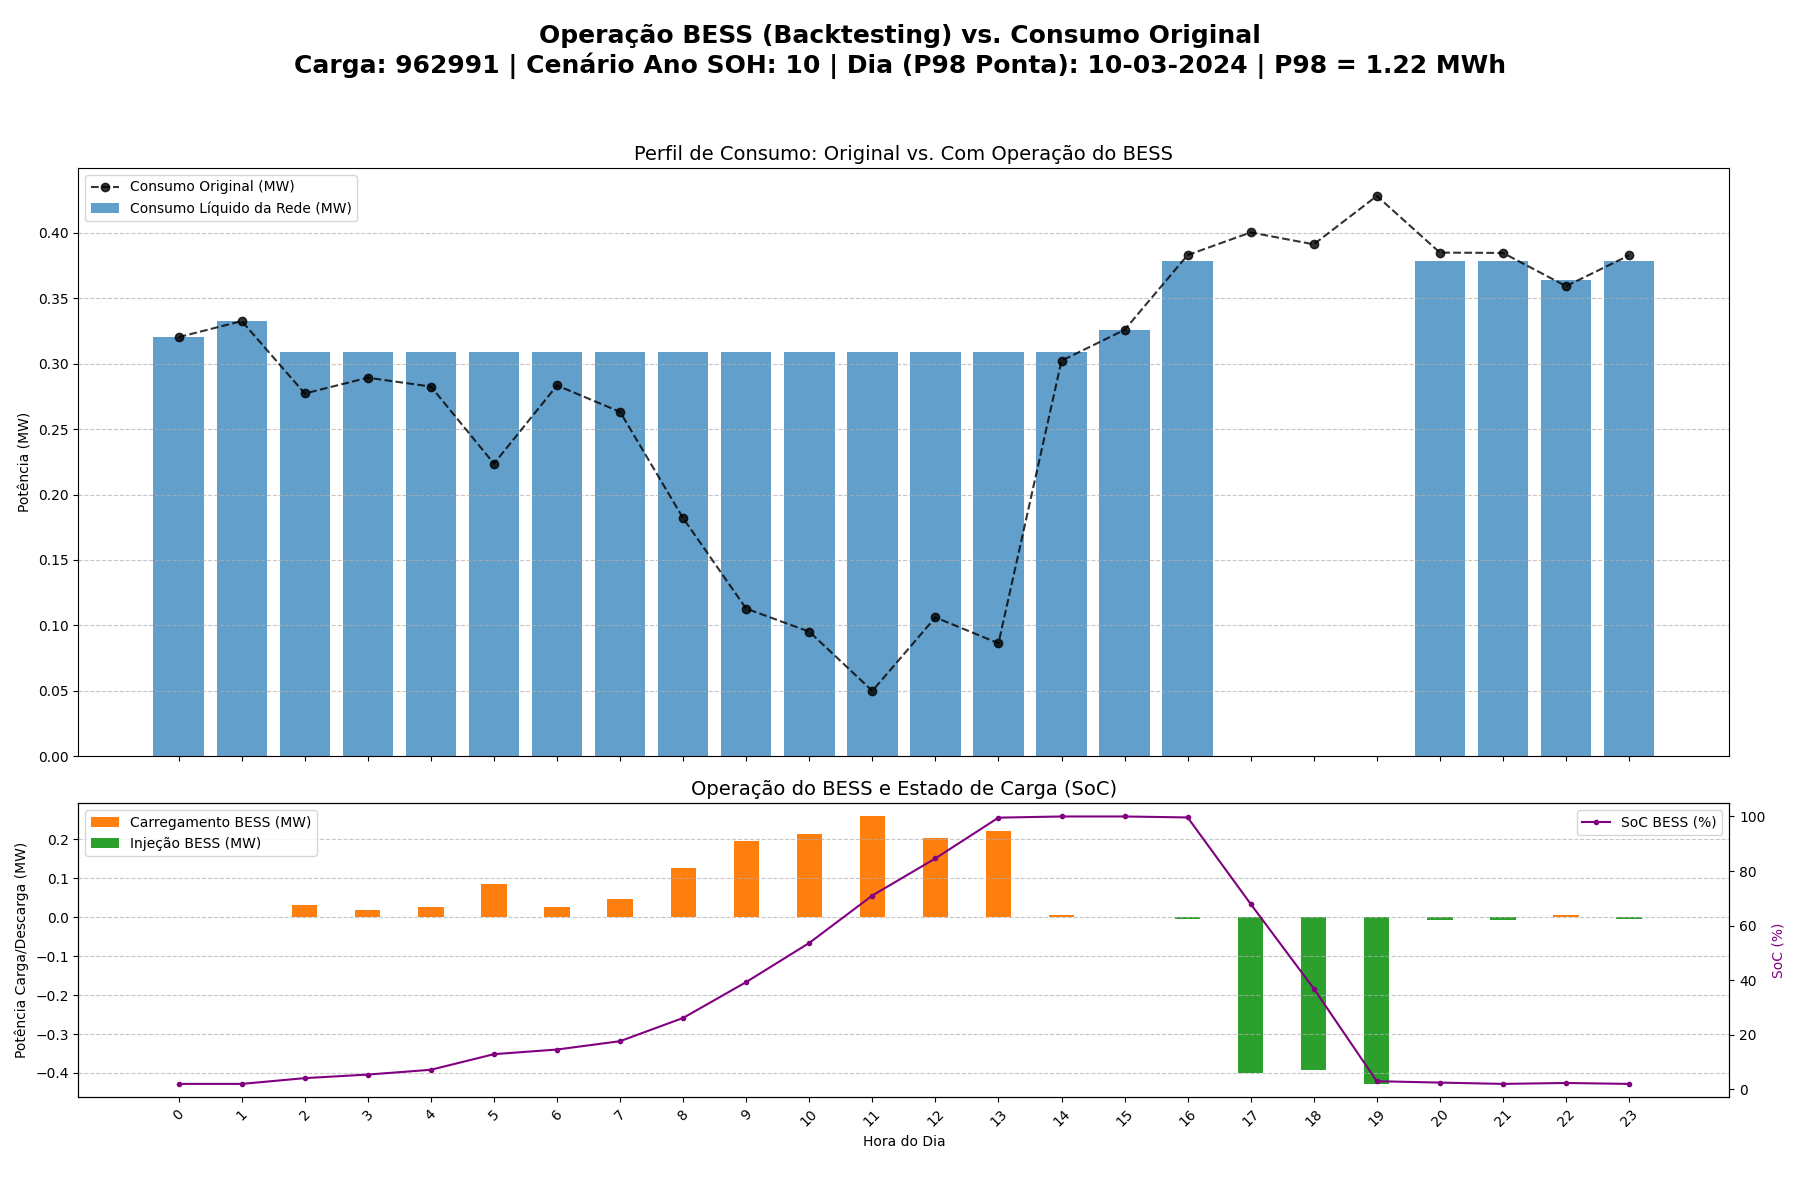 Operação BESS (Backtesting) vs. Consumo Original
Carga: 962991 | Cenário Ano SOH: 10 | Dia (P98 Ponta): 10-03-2024 | P98 = 1.22 MWh
Perfil de Consumo: Original vs. Com Operação do BESS
Consumo Original (MW)
Consumo Líquido da Rede (MW)
Potência (MW)
0.40
0.35
0.30
0.25
0.20
0.15
0.10
0.05
0.00
Operação do BESS e Estado de Carga (SoC)
Carregamento BESS (MW)
Injeção BESS (MW)
SoC BESS (%)
Potência Carga/Descarga (MW)
0.2
0.1
0.0
−0.1
−0.2
−0.3
−0.4
100
80
60
40
20
0
SoC (%)
0 1 2 3 4 5 6 7 8 9 10 11 12 13 14 15 16 17 18 19 20 21 22 23
Hora do Dia